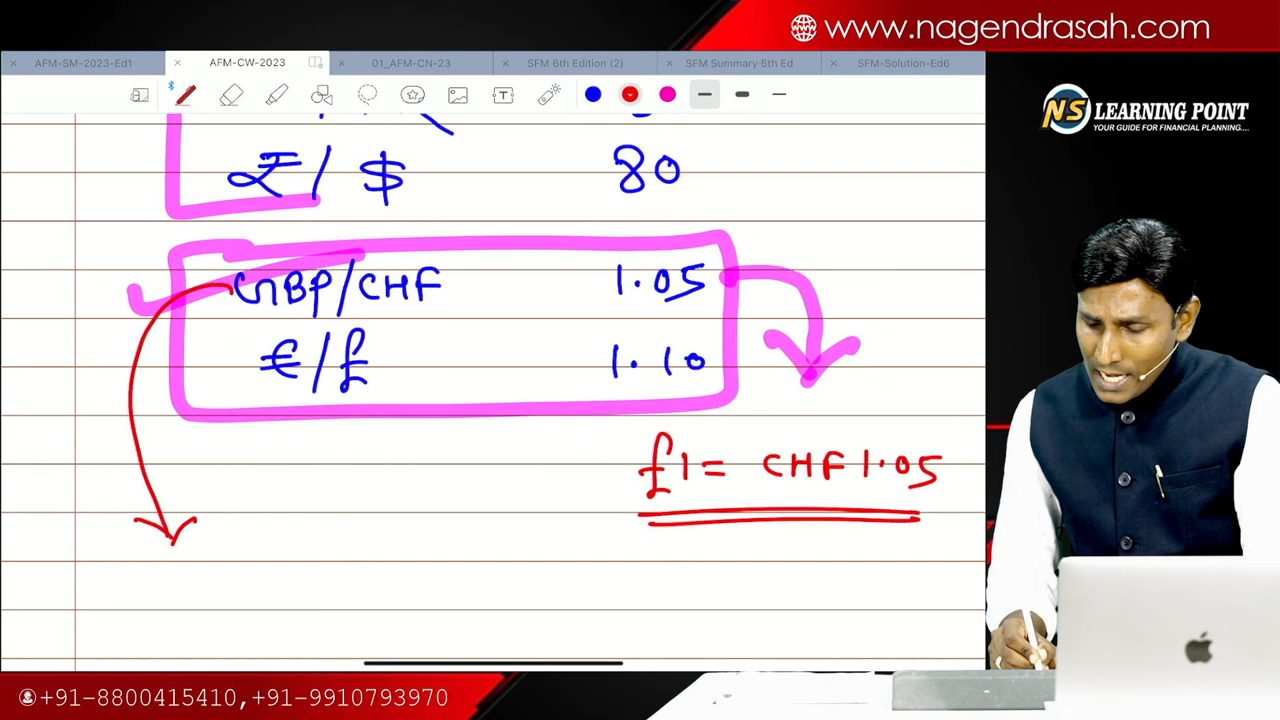 www.nagendrasah.com
AFM-SM-2023-Ed1
AFM-CW-2023
01_AFM-CN-23
SFM 6th Edition (2)
SFM Summary 5th Ed
SFM-Solution-Ed6
NS LEARNING POINT
YOUR GUIDE FOR FINANCIAL PLANNING....
₹/$ 80
GBP/CHF 1.05
€/£ 1.10
£1 = CHF 1.05
+91-8800415410,+91-9910793970